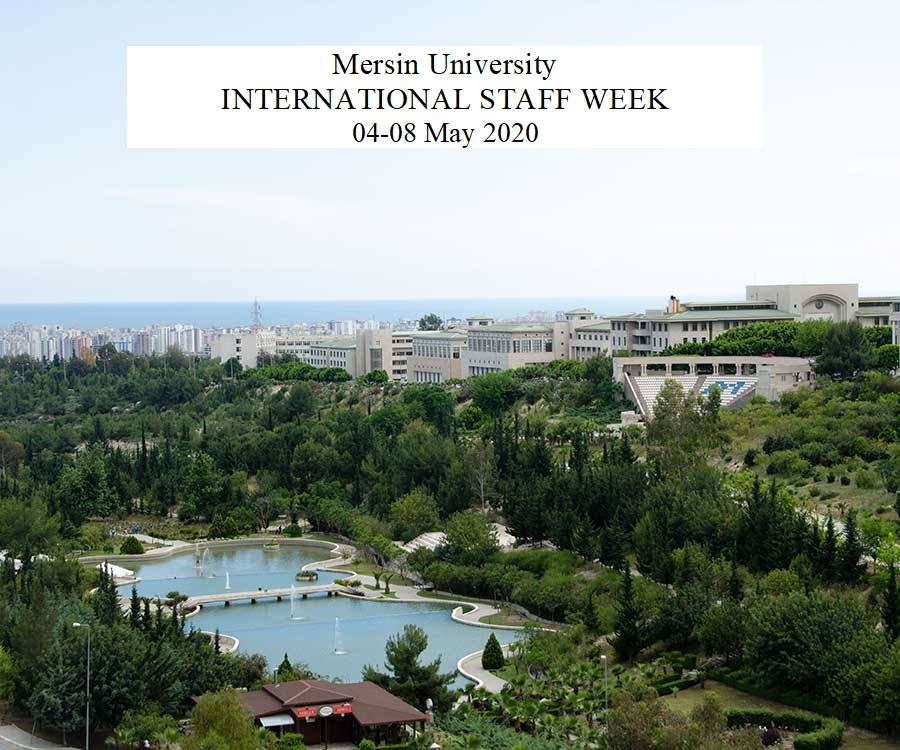 Mersin University
INTERNATIONAL STAFF WEEK
04-08 May 2020